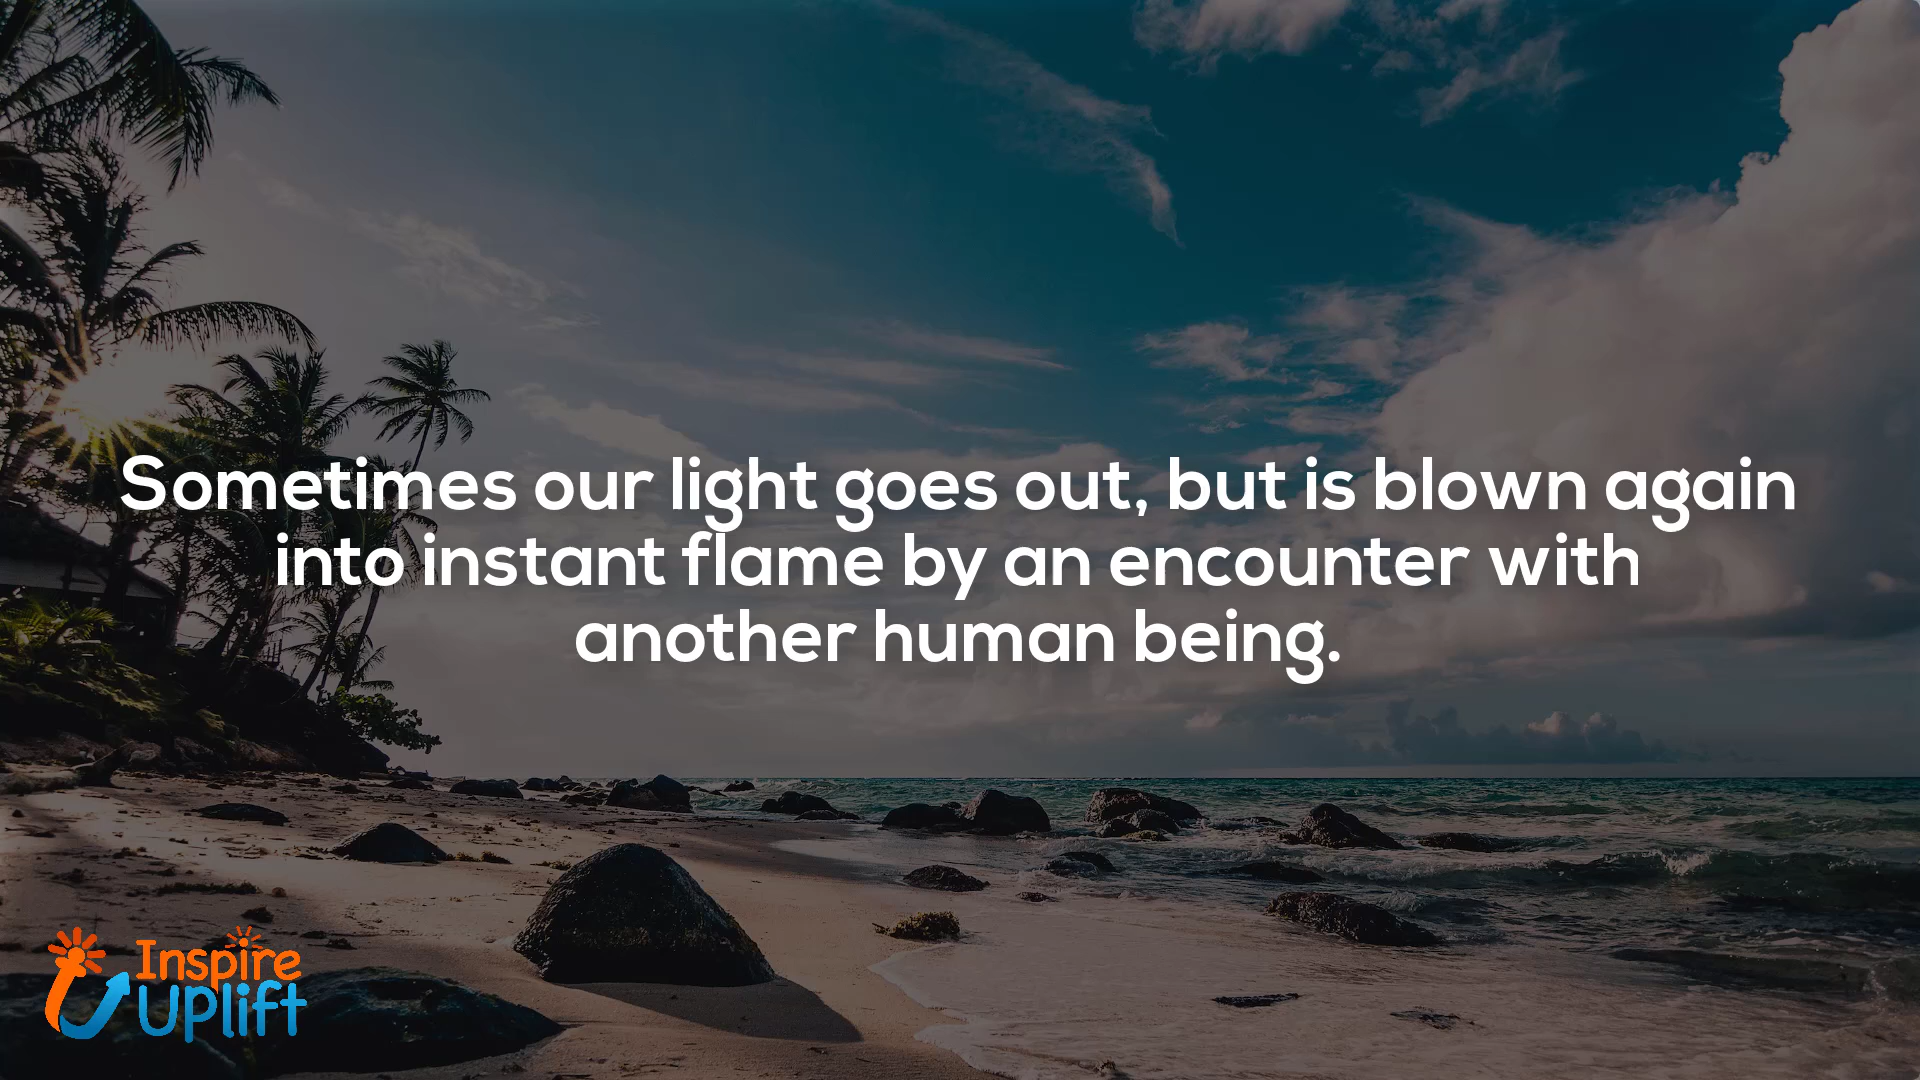 Sometimes our light goes out, but is blown again
into instant flame by an encounter with
another human being.
Inspire
Uplift